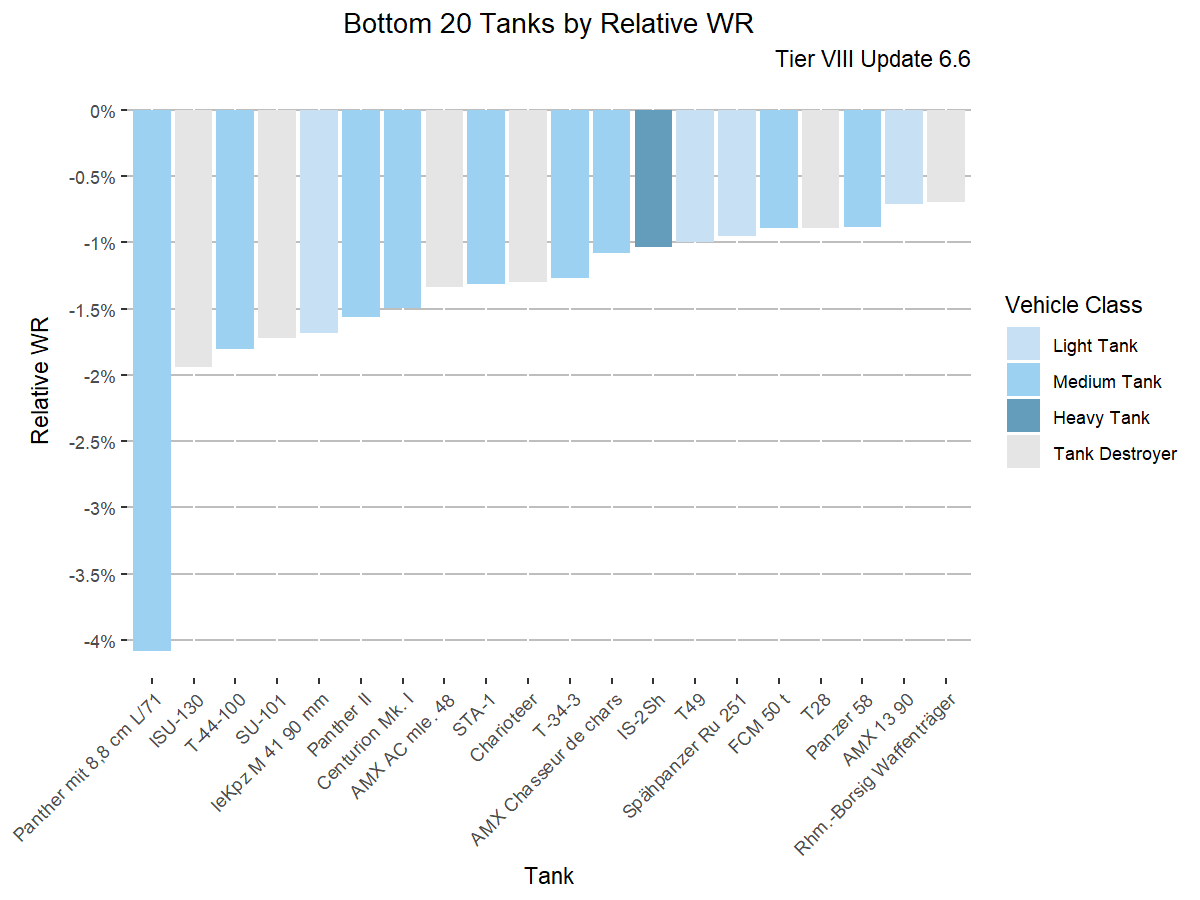 Bottom 20 Tanks by Relative WR
Tier VIII Update 6.6
0%
-0.5%
-1%
-1.5%
-2%
-2.5%
-3%
-3.5%
-4%
Relative WR
Panther mit 8,8 cm L/71
ISU-130
T-44-100
SU-101
leKpz M 41 90 mm
Panther II
Centurion Mk. I
AMX AC mle. 48
STA-1
Charioteer
T-34-3
AMX Chasseur de chars
IS-2Sh
T49
Spähpanzer Ru 251
FCM 50 t
T28
Panzer 58
AMX 13 90
Rhm.-Borsig Waffenträger
Tank
Vehicle Class
Light Tank
Medium Tank
Heavy Tank
Tank Destroyer